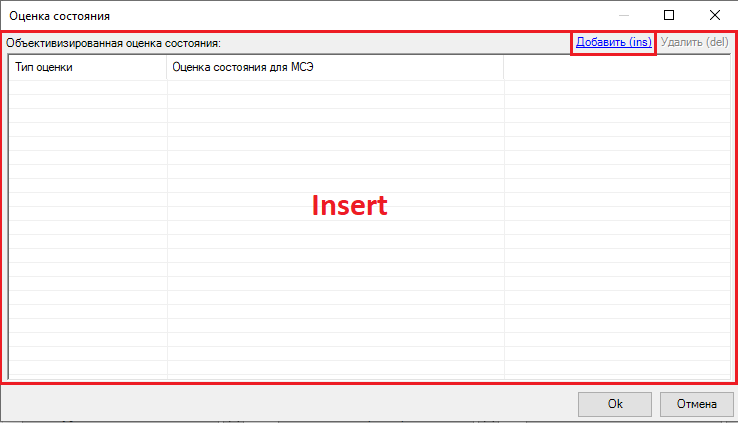 Оценка состояния
Объективизированная оценка состояния: Добавить (ins) Удалить (del)
Тип оценки Оценка состояния для МСЭ
Insert
Ok Отмена